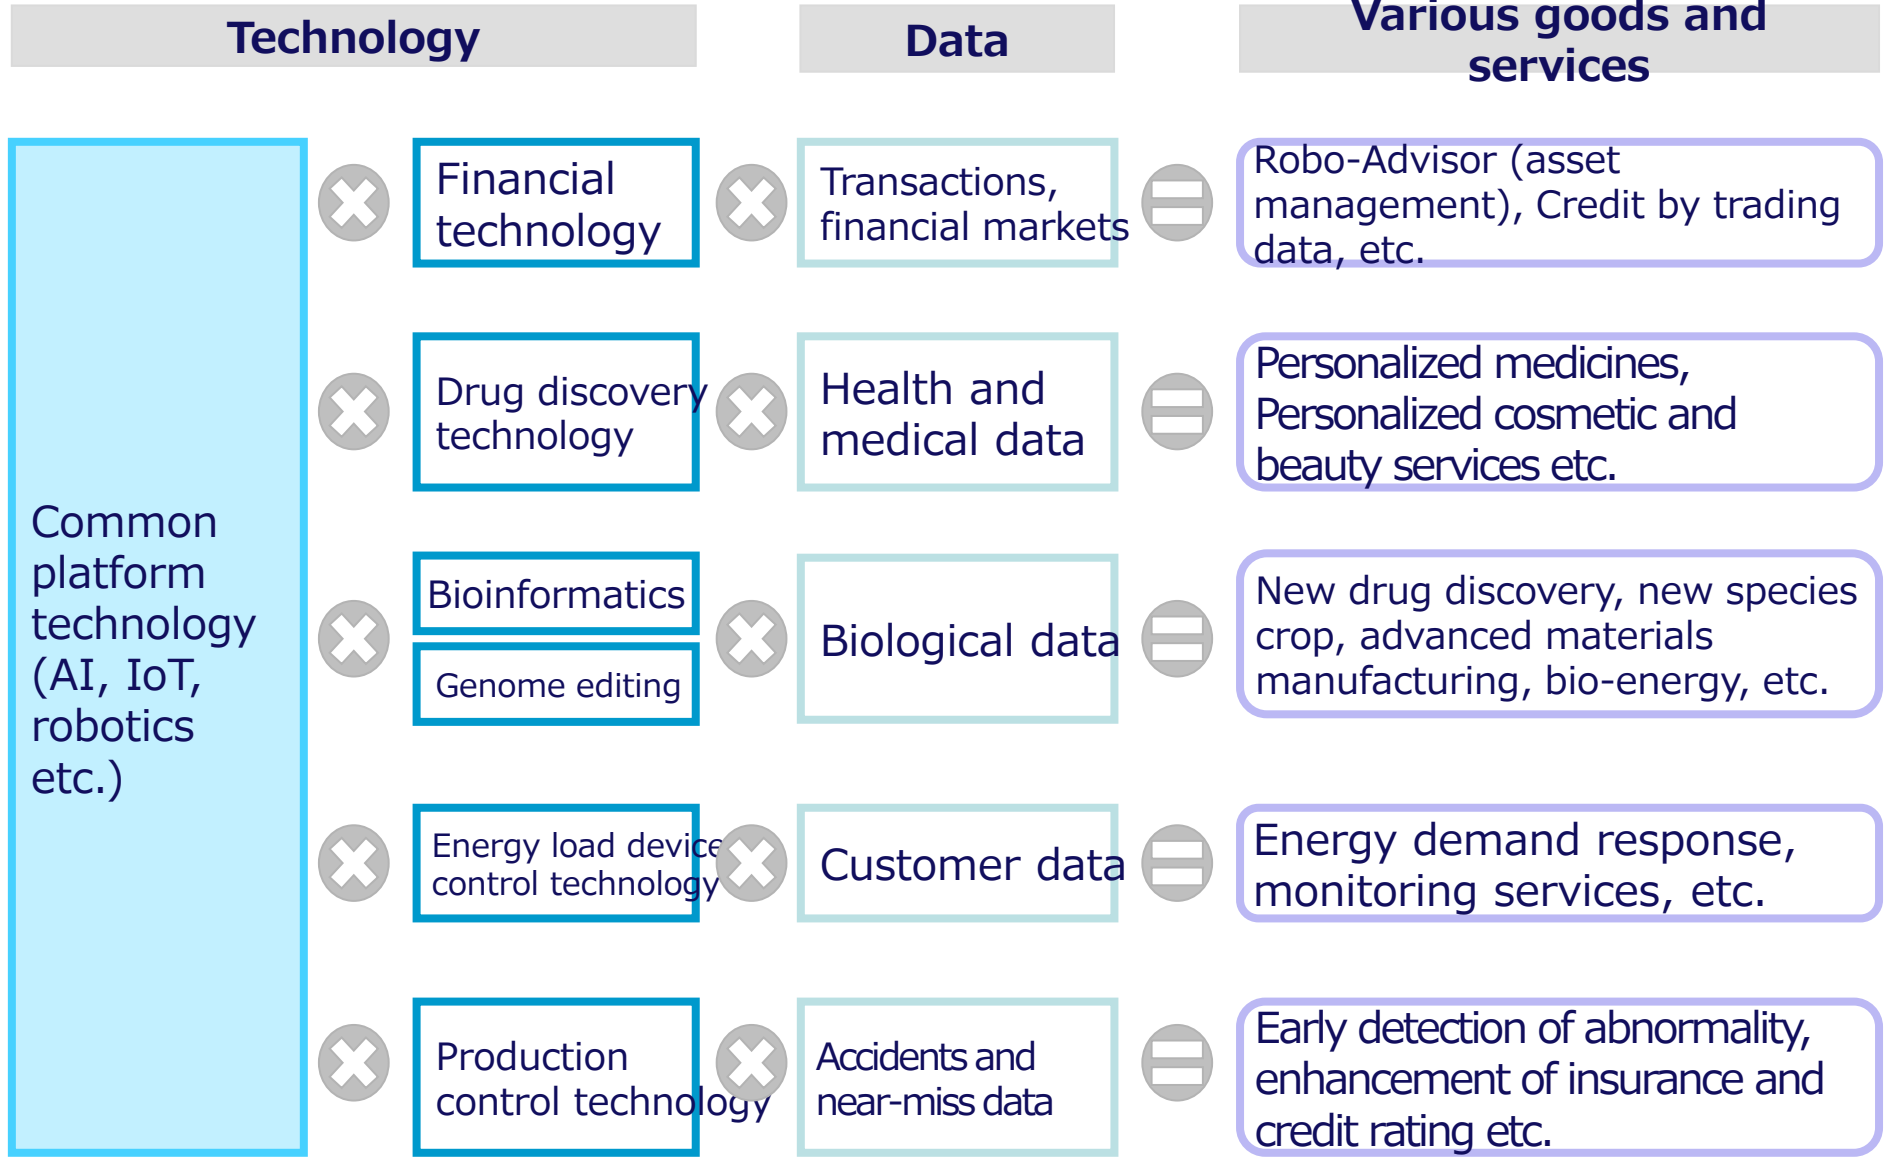 Technology
Data
Various goods and
services
Common
platform
technology
(AI, IoT,
robotics
etc.)
Financial
technology
Transactions,
financial markets
Robo-Advisor (asset
management), Credit by trading
data, etc.
Drug discovery
technology
Health and
medical data
Personalized medicines,
Personalized cosmetic and
beauty services etc.
Bioinformatics
Genome editing
Biological data
New drug discovery, new species
crop, advanced materials
manufacturing, bio-energy, etc.
Energy load device
control technology
Customer data
Energy demand response,
monitoring services, etc.
Production
control technology
Accidents and
near-miss data
Early detection of abnormality,
enhancement of insurance and
credit rating etc.